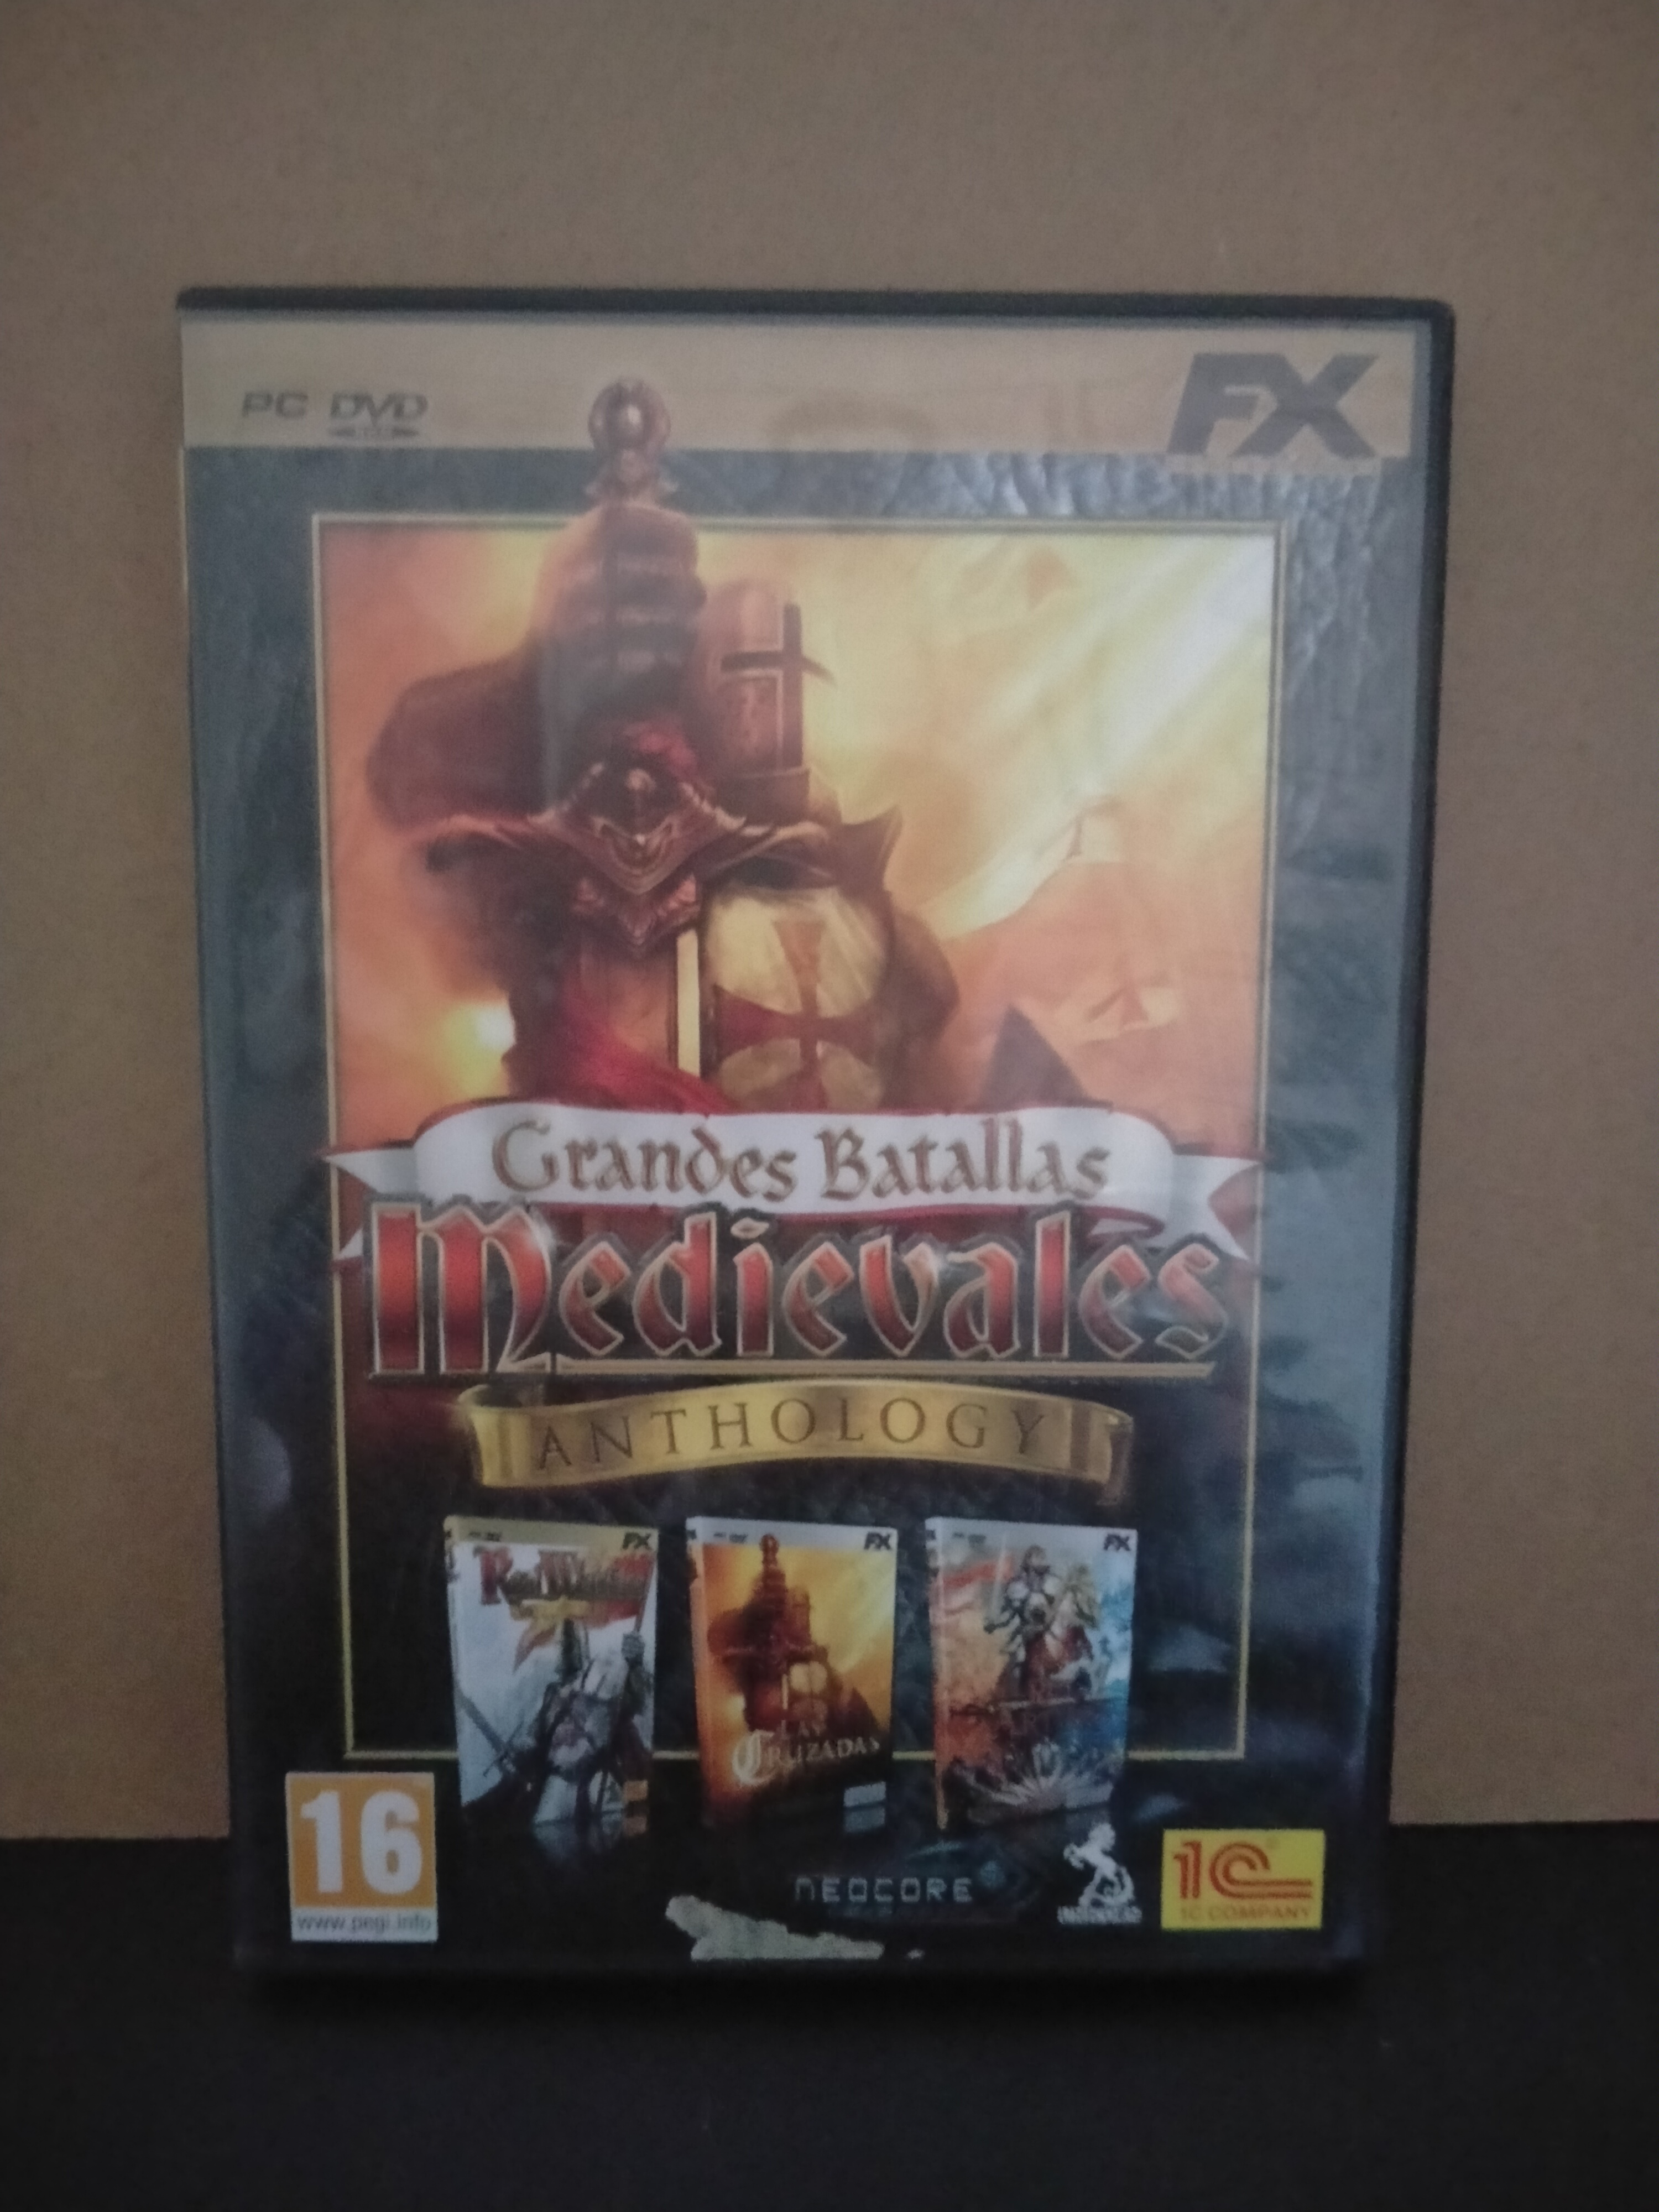 PC DVD
FX
Grandes Batallas
Medievales
ANTHOLOGY
FX
FX
FX
LAS
CRUZADAS
16
www.pegi.info
NEOCORE
1C
1C COMPANY